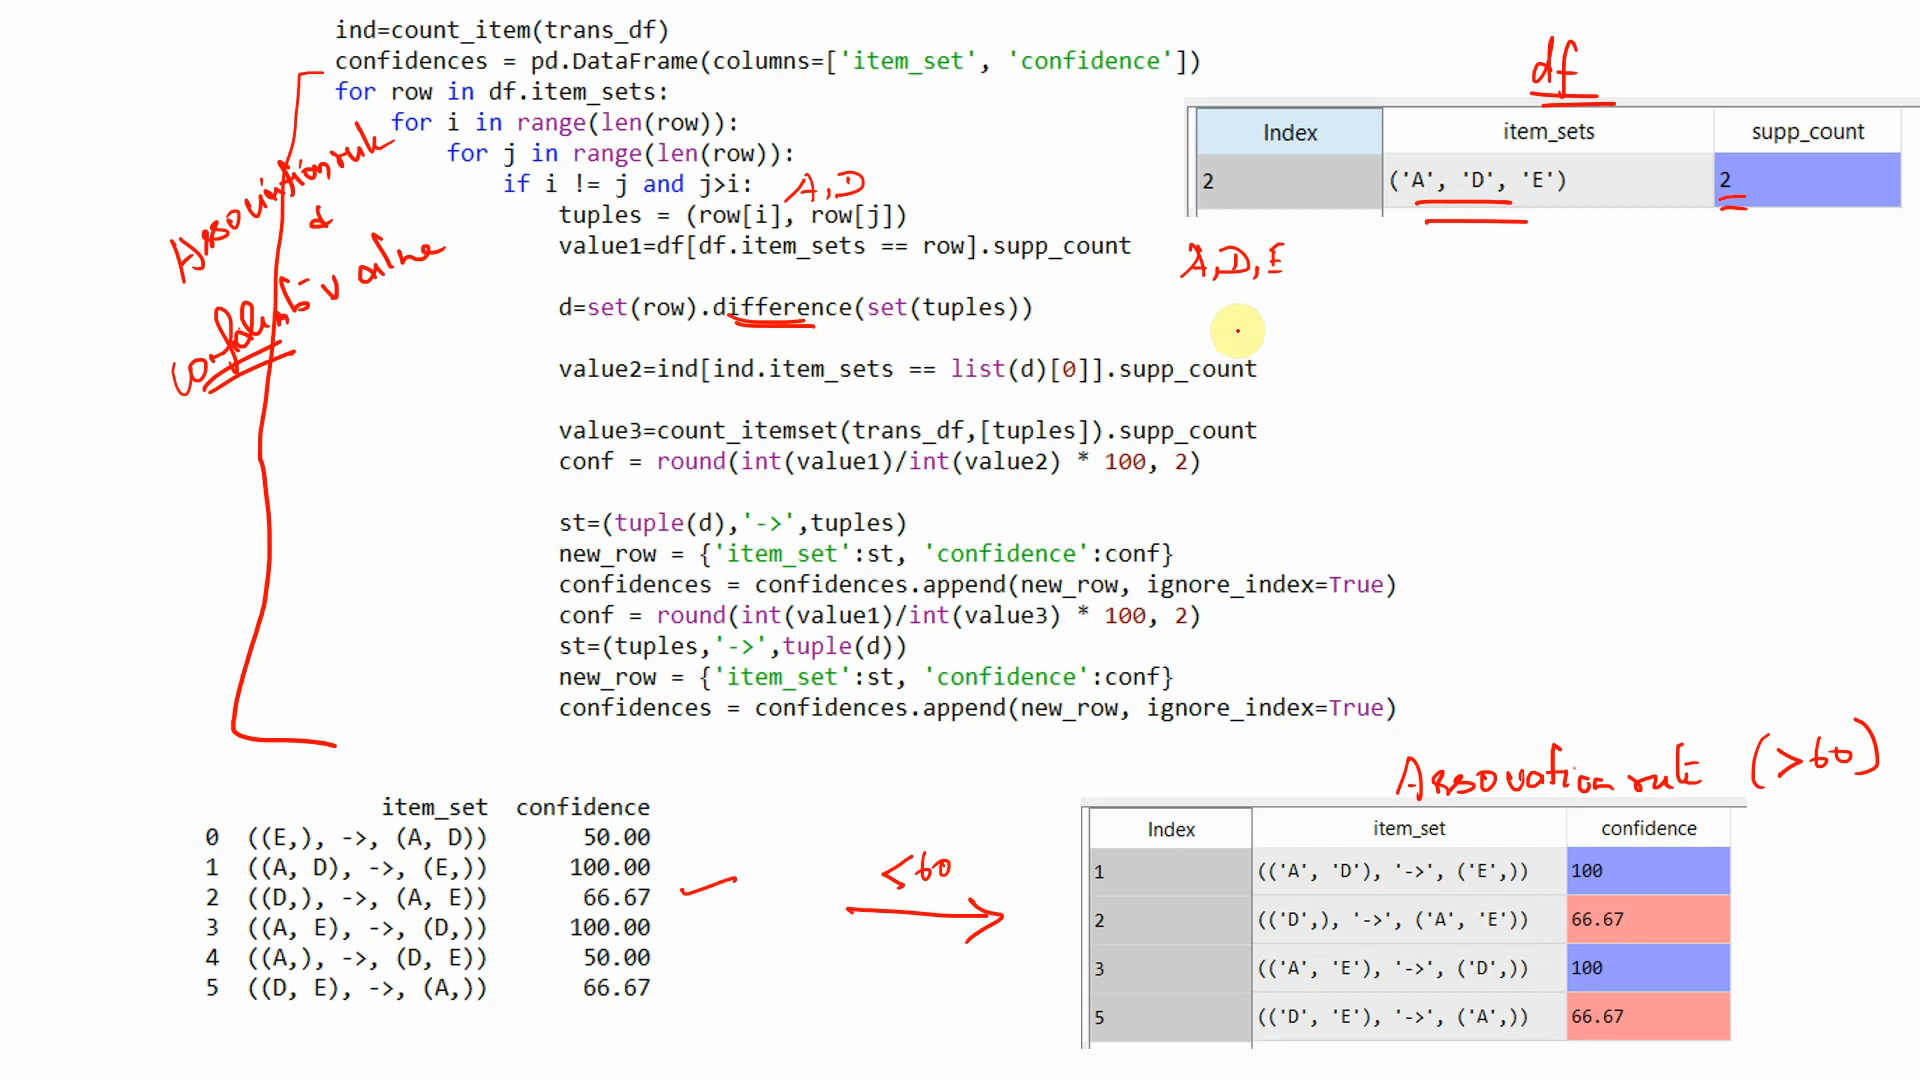 ind=count_item(trans_df)
confidences = pd.DataFrame(columns=['item_set', 'confidence'])
for row in df.item_sets:
for i in range(len(row)):
for j in range(len(row)):
if i != j and j>i:
A,D
tuples = (row[i], row[j])
value1=df[df.item_sets == row].supp_count
d=set(row).difference(set(tuples))
value2=ind[ind.item_sets == list(d)[0]].supp_count
value3=count_itemset(trans_df,[tuples]).supp_count
conf = round(int(value1)/int(value2) * 100, 2)
st=(tuple(d),'->',tuples)
new_row = {'item_set':st, 'confidence':conf}
confidences = confidences.append(new_row, ignore_index=True)
conf = round(int(value1)/int(value3) * 100, 2)
st=(tuples,'->',tuple(d))
new_row = {'item_set':st, 'confidence':conf}
confidences = confidences.append(new_row, ignore_index=True)
Association rule
&
value
df
Index item_sets supp_count
2 ('A', 'D', 'E') 2
A,D,E
item_set confidence
0 ((E,), ->, (A, D)) 50.00
1 ((A, D), ->, (E,)) 100.00
2 ((D,), ->, (A, E)) 66.67
3 ((A, E), ->, (D,)) 100.00
4 ((A,), ->, (D, E)) 50.00
5 ((D, E), ->, (A,)) 66.67
<60
Association rule (>60)
Index item_set confidence
1 (('A', 'D'), '->', ('E',)) 100
2 (('D',), '->', ('A', 'E')) 66.67
3 (('A', 'E'), '->', ('D',)) 100
5 (('D', 'E'), '->', ('A',)) 66.67